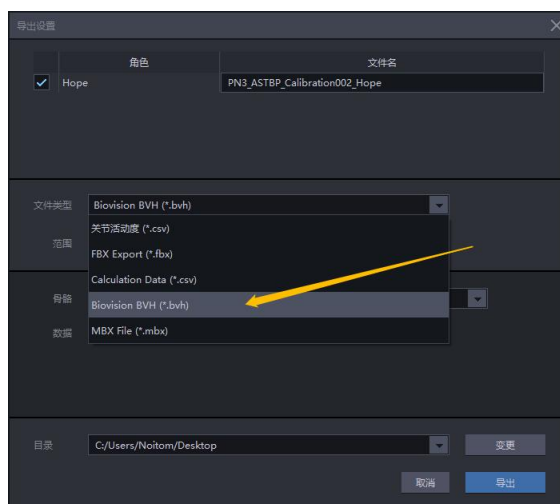 导出设置
角色 文件名
Hope PN3_ASTBP_Calibration002_Hope
文件类型 Biovision BVH (*.bvh)
关节活动度 (*.csv)
范围
FBX Export (*.fbx)
Calculation Data (*.csv)
骨骼 Biovision BVH (*.bvh)
数据 MBX File (*.mbx)
目录 C:/Users/Noitom/Desktop 变更
取消 导出